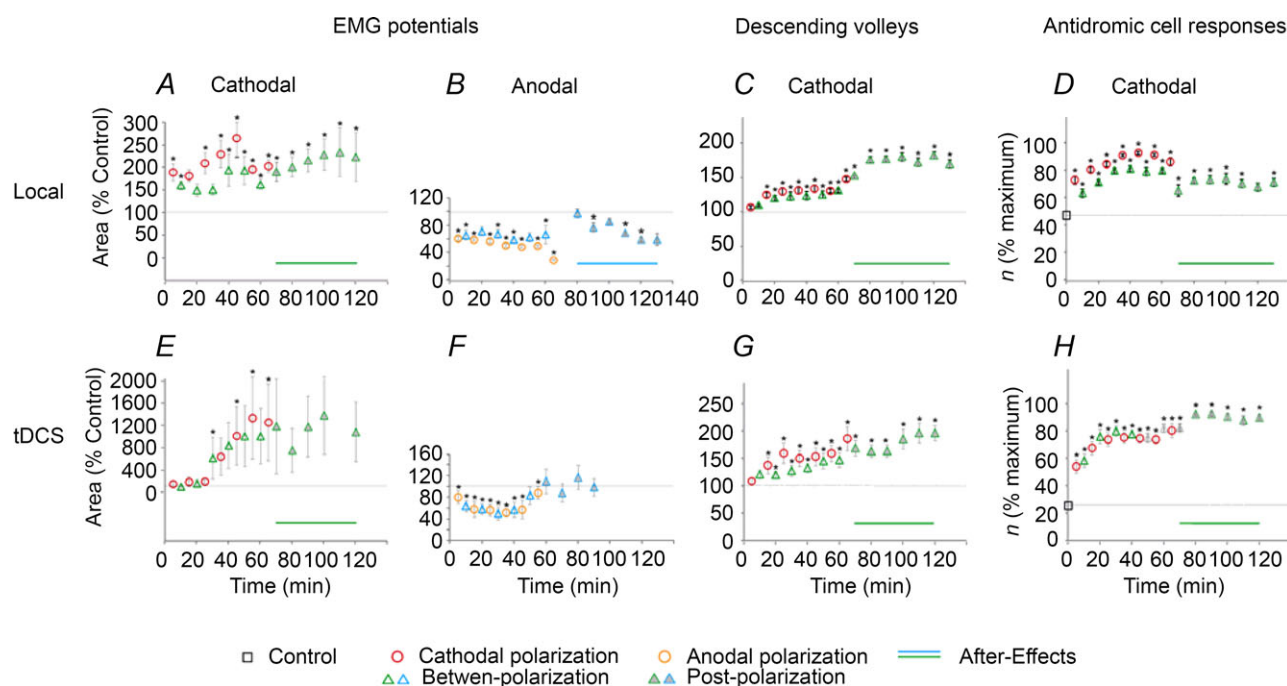 EMG potentials Descending volleys Antidromic cell responses
A Cathodal B Anodal C Cathodal D Cathodal
Local
Area (% Control)
300
250
200
150
100
50
0
0 20 40 60 80 100 120
120
80
40
0
0 20 40 60 80 100 120 140
200
150
100
50
0
0 20 40 60 80 100 120
n (% maximum)
100
80
60
40
20
0
0 20 40 60 80 100 120
E F G H
tDCS
Area (% Control)
2000
1600
1200
800
400
0
0 20 40 60 80 100 120
Time (min)
160
120
80
40
0
0 20 40 60 80 100 120
Time (min)
250
200
150
100
50
0
0 20 40 60 80 100 120
Time (min)
n (% maximum)
100
80
60
40
20
0
0 20 40 60 80 100 120
Time (min)
Control Cathodal polarization Anodal polarization After-Effects
Betwen-polarization Post-polarization